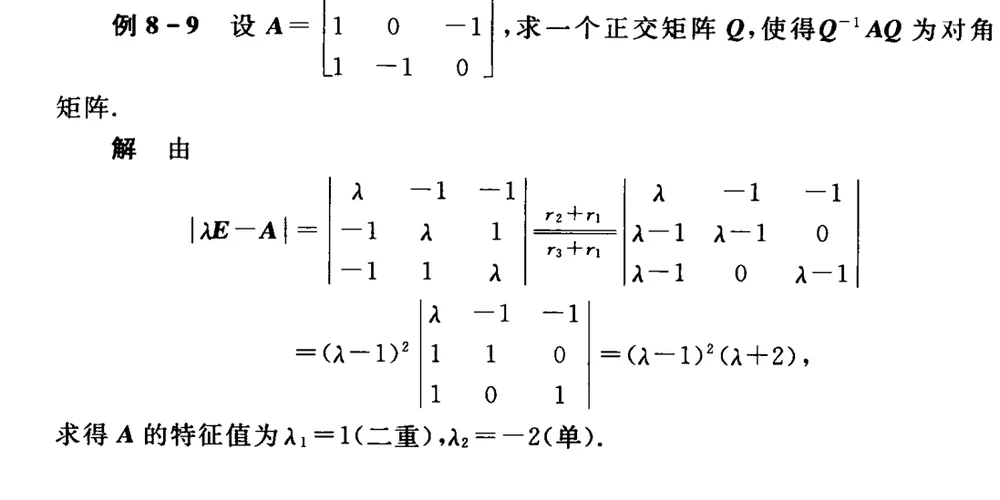 例 8-9 设 A= [1 0 -1; 1 -1 0],求一个正交矩阵 Q,使得Q⁻¹AQ 为对角
矩阵.
解 由
|λE-A|= |λ -1 -1; -1 λ 1; -1 1 λ| r₂+r₁ r₃+r₁ |λ -1 -1; λ-1 λ-1 0; λ-1 0 λ-1|
=(λ-1)² |λ -1 -1; 1 1 0; 1 0 1| =(λ-1)²(λ+2),
求得 A 的特征值为λ₁=1(二重),λ₂=-2(单).